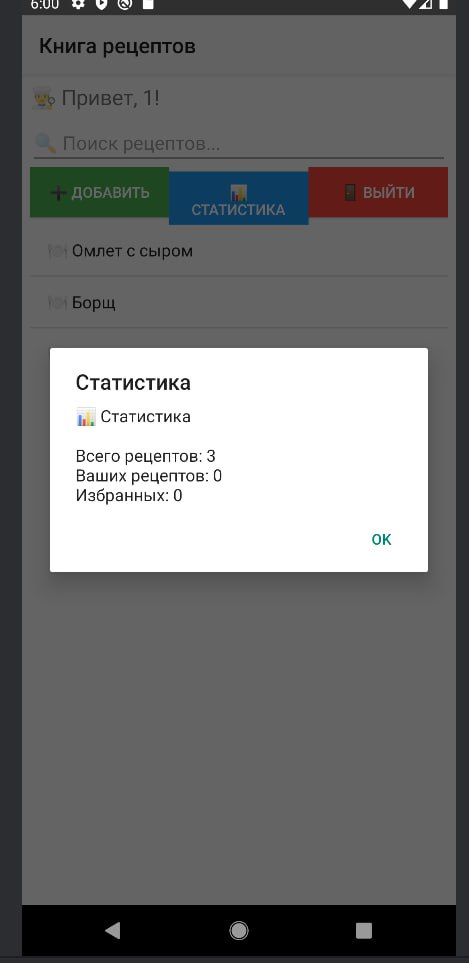 6:00
Книга рецептов
Привет, 1!
Поиск рецептов...
ДОБАВИТЬ
СТАТИСТИКА
ВЫЙТИ
Омлет с сыром
Борщ
Статистика
Статистика
Всего рецептов: 3
Ваших рецептов: 0
Избранных: 0
OK